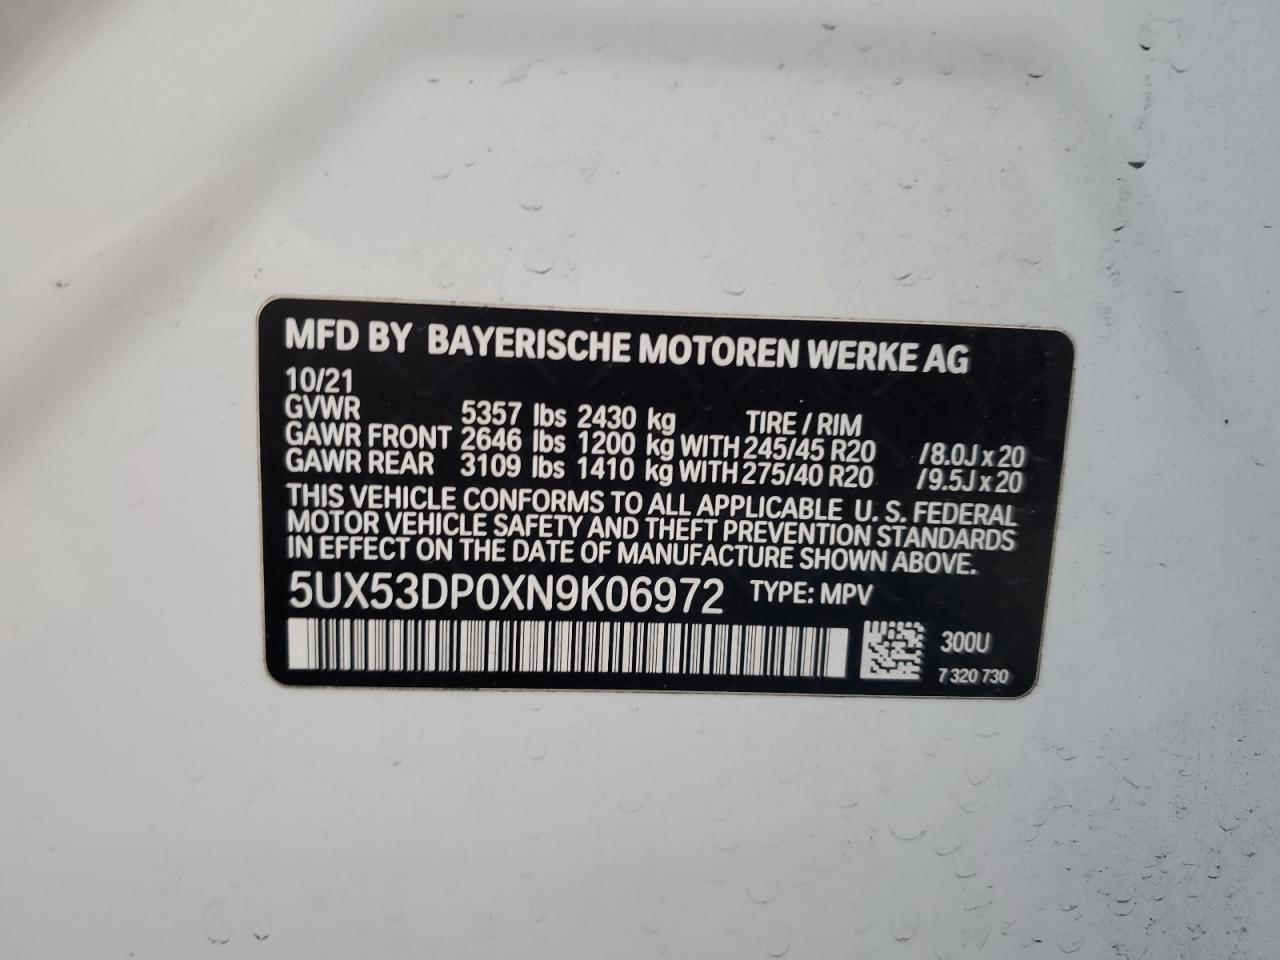 MFD BY BAYERISCHE MOTOREN WERKE AG
10/21
GVWR 5357 lbs 2430 kg TIRE / RIM
GAWR FRONT 2646 lbs 1200 kg WITH 245/45 R20 / 8.0J x 20
GAWR REAR 3109 lbs 1410 kg WITH 275/40 R20 / 9.5J x 20
THIS VEHICLE CONFORMS TO ALL APPLICABLE U. S. FEDERAL
MOTOR VEHICLE SAFETY AND THEFT PREVENTION STANDARDS
IN EFFECT ON THE DATE OF MANUFACTURE SHOWN ABOVE.
5UX53DP0XN9K06972 TYPE: MPV
300U
7 320 730